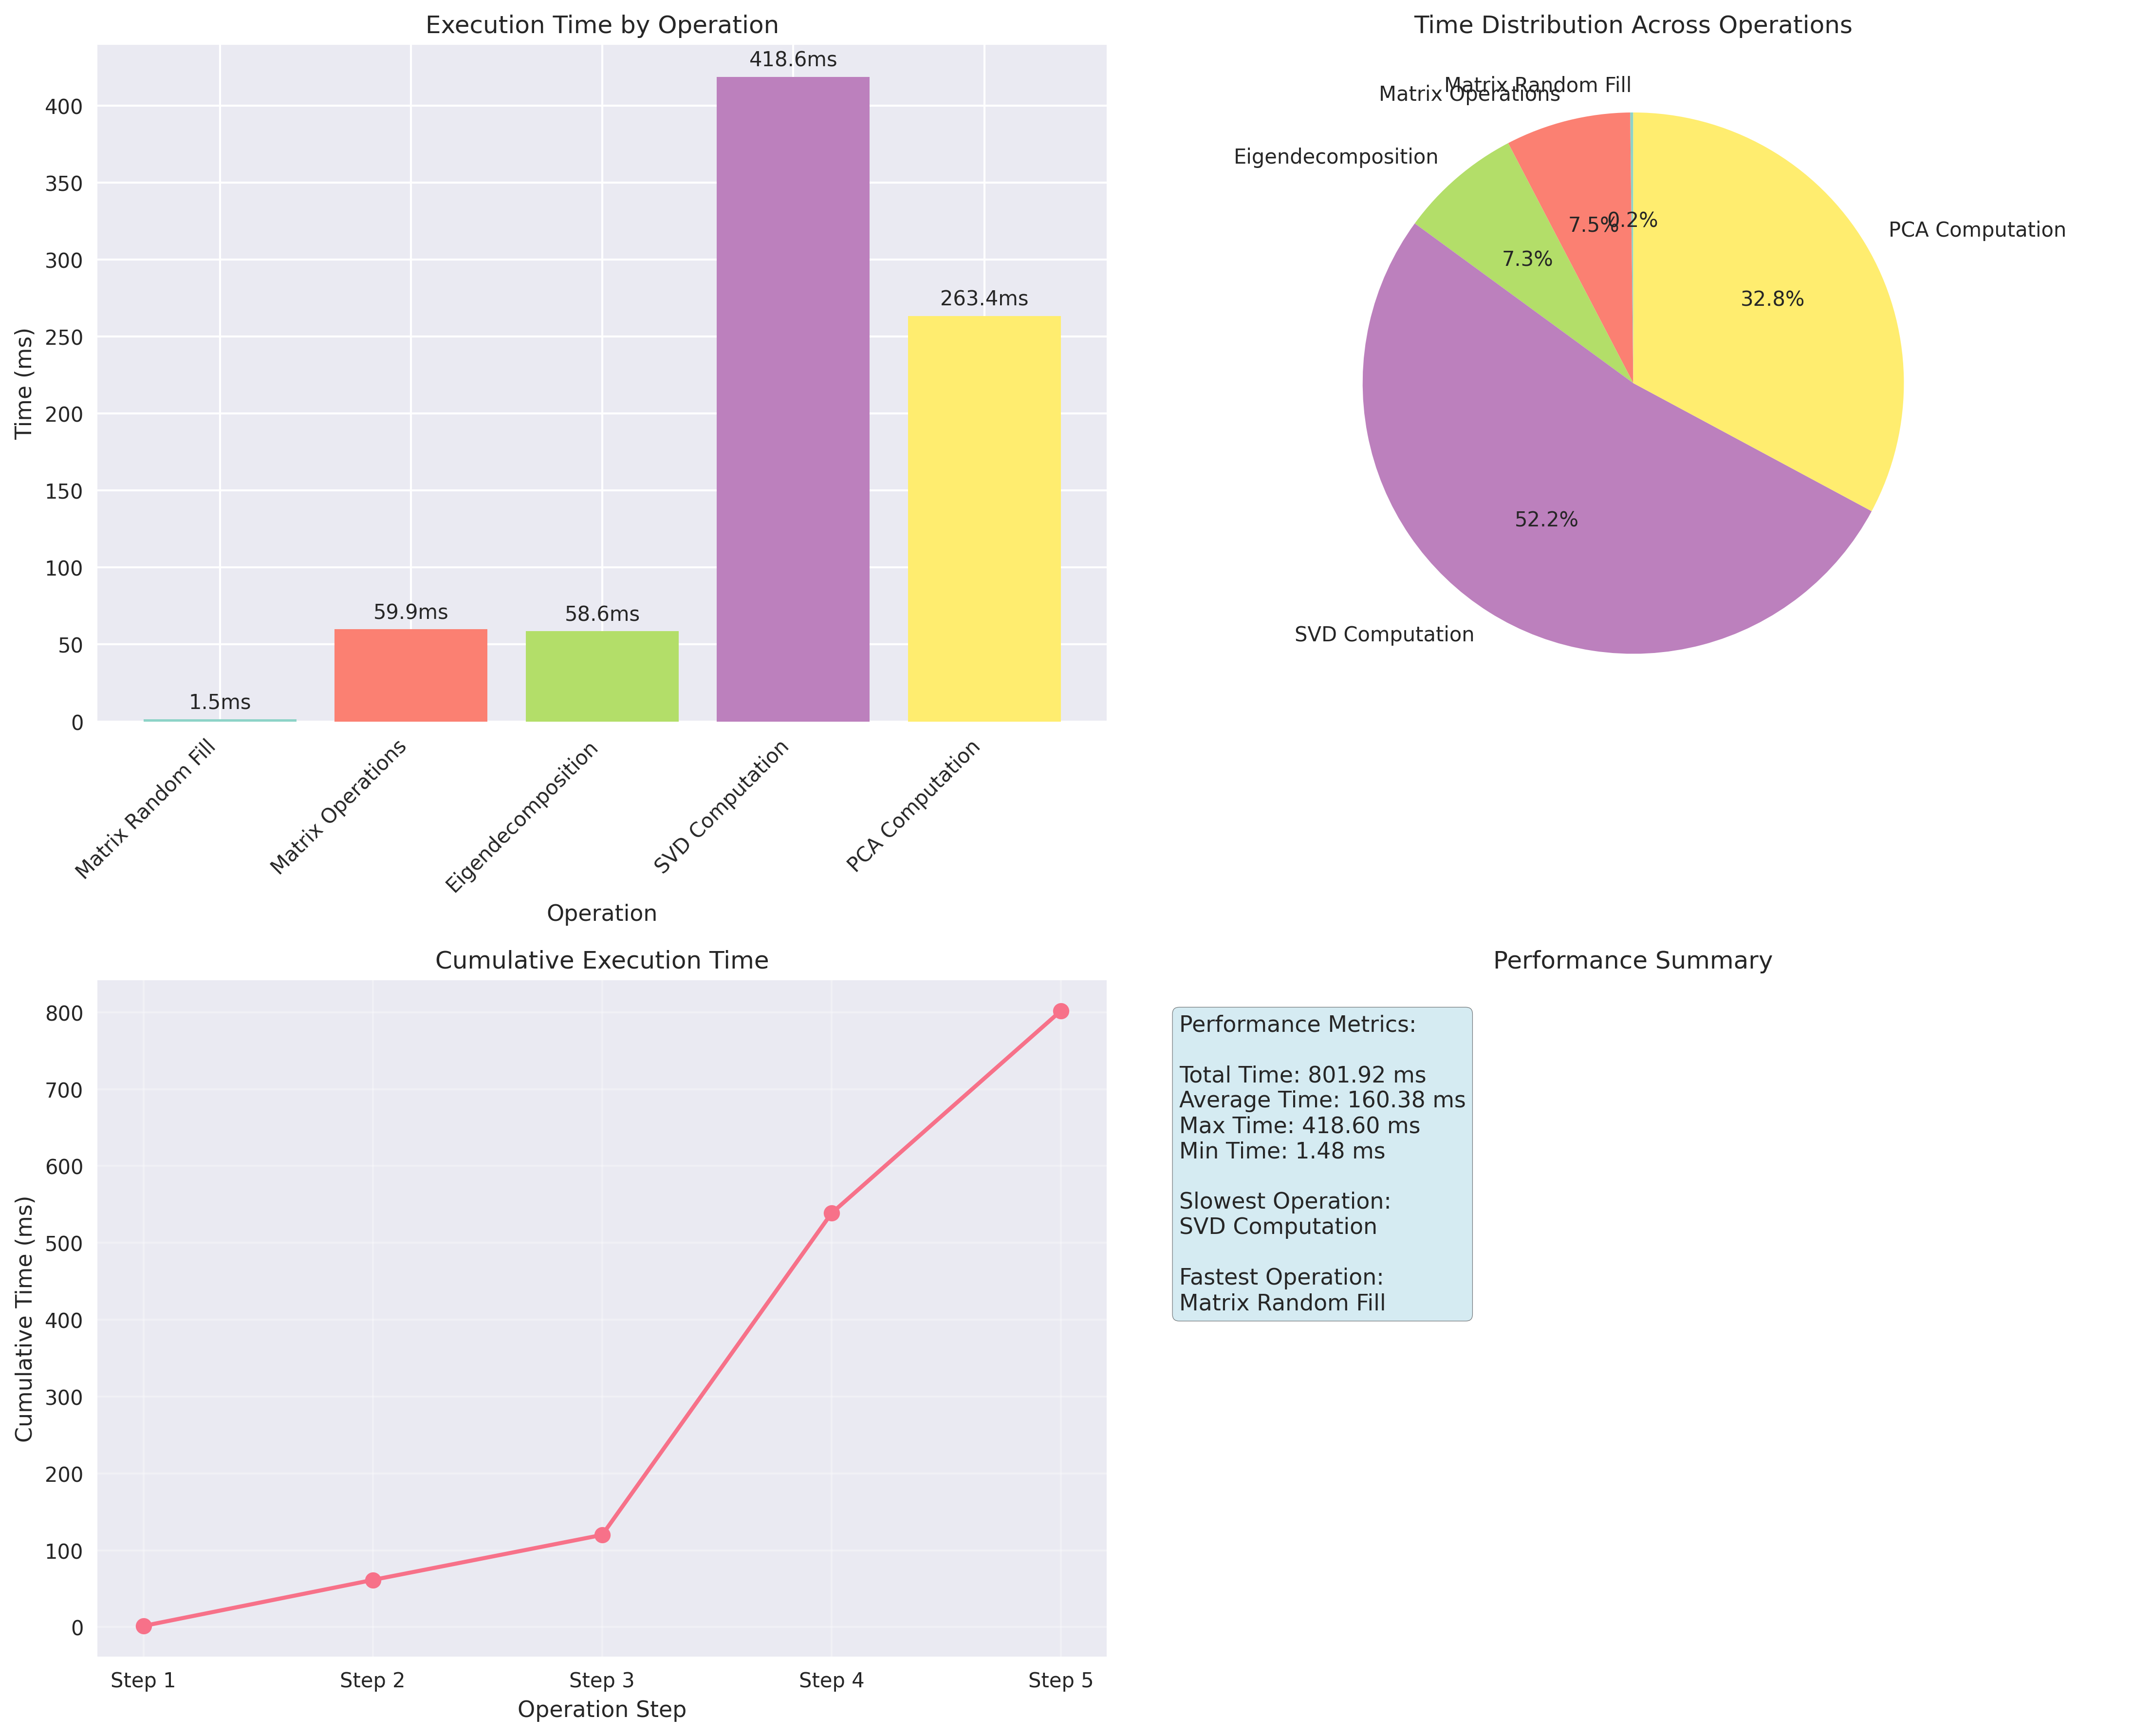 Execution Time by Operation
Time (ms)
400
350
300
250
200
150
100
50
0
1.5ms
59.9ms
58.6ms
418.6ms
263.4ms
Matrix Random Fill
Matrix Operations
Eigendecomposition
SVD Computation
PCA Computation
Operation
Time Distribution Across Operations
Matrix Random Fill
Matrix Operations
Eigendecomposition
SVD Computation
PCA Computation
0.2%
7.5%
7.3%
52.2%
32.8%
Cumulative Execution Time
Cumulative Time (ms)
800
700
600
500
400
300
200
100
0
Step 1
Step 2
Step 3
Step 4
Step 5
Operation Step
Performance Summary
Performance Metrics:
Total Time: 801.92 ms
Average Time: 160.38 ms
Max Time: 418.60 ms
Min Time: 1.48 ms
Slowest Operation:
SVD Computation
Fastest Operation:
Matrix Random Fill